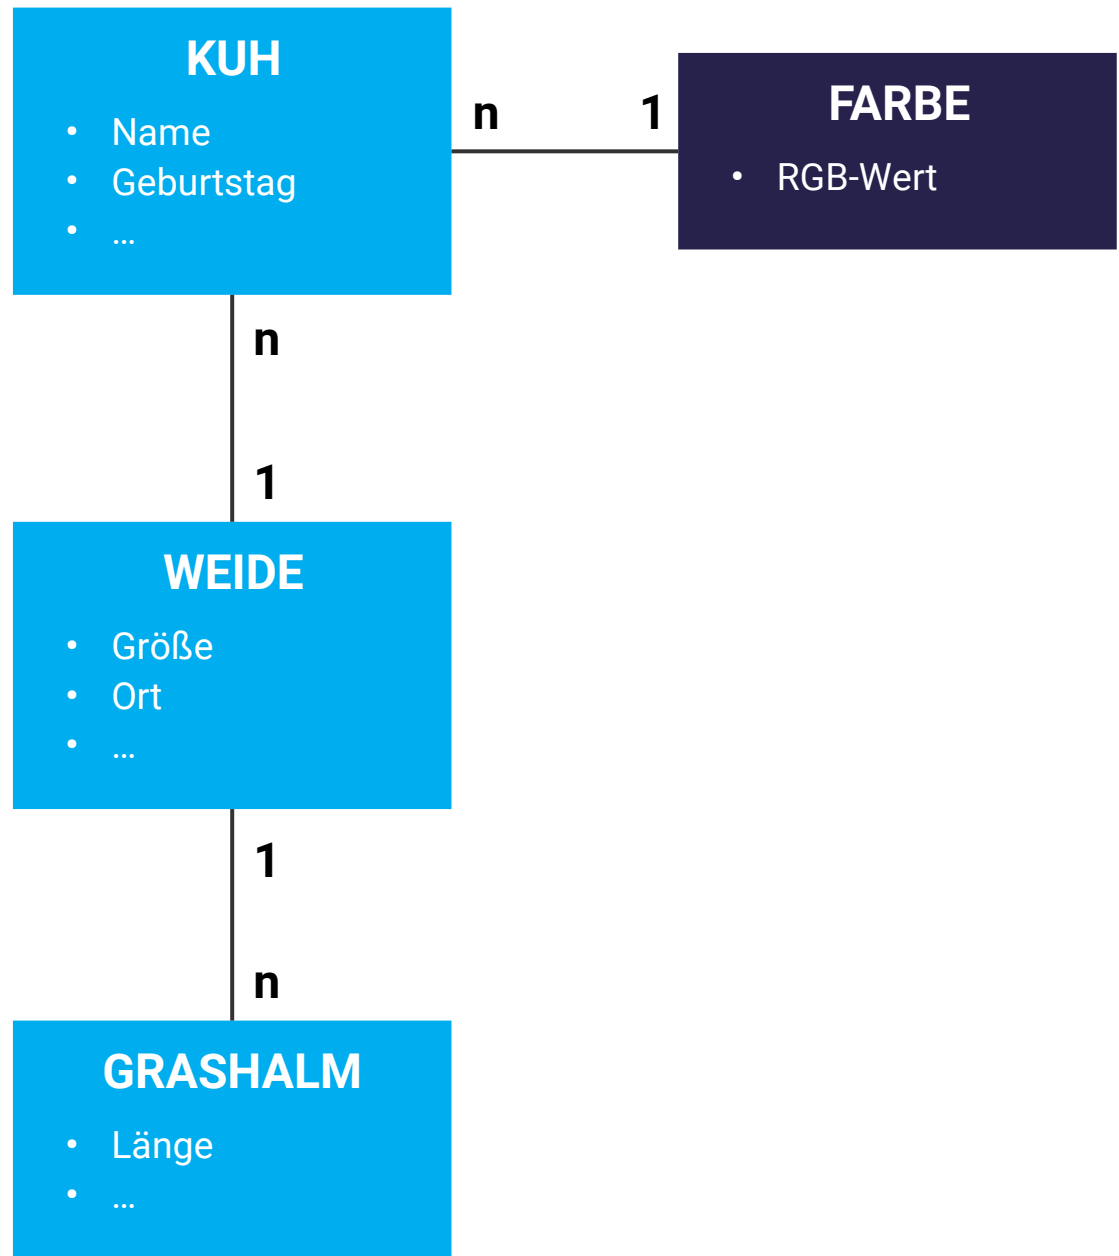 KUH
• Name
• Geburtstag
• …
n 1
FARBE
• RGB-Wert
n
1
WEIDE
• Größe
• Ort
• …
1
n
GRASHALM
• Länge
• …